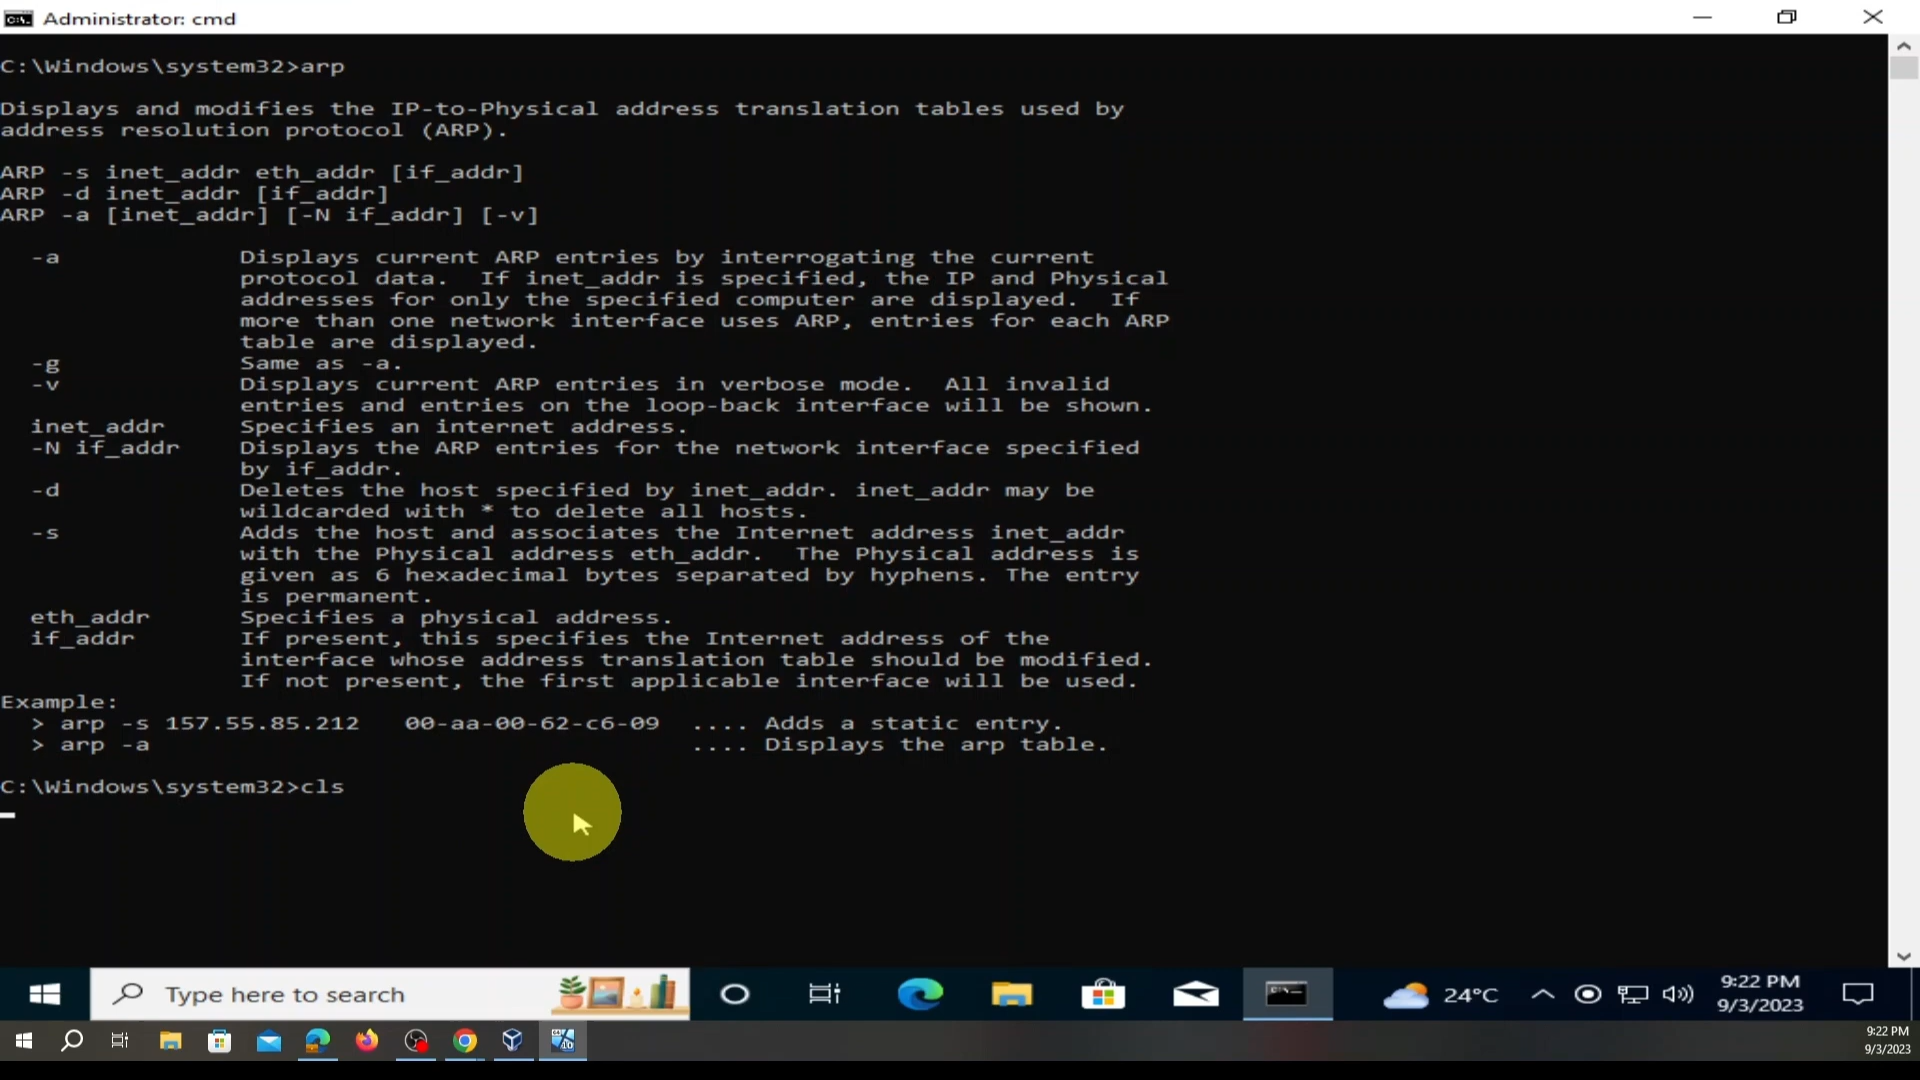 Administrator: cmd
C:\Windows\system32>arp
Displays and modifies the IP-to-Physical address translation tables used by
address resolution protocol (ARP).
ARP -s inet_addr eth_addr [if_addr]
ARP -d inet_addr [if_addr]
ARP -a [inet_addr] [-N if_addr] [-v]
-a Displays current ARP entries by interrogating the current
protocol data. If inet_addr is specified, the IP and Physical
addresses for only the specified computer are displayed. If
more than one network interface uses ARP, entries for each ARP
table are displayed.
-g Same as -a.
-v Displays current ARP entries in verbose mode. All invalid
entries and entries on the loop-back interface will be shown.
inet_addr Specifies an internet address.
-N if_addr Displays the ARP entries for the network interface specified
by if_addr.
-d Deletes the host specified by inet_addr. inet_addr may be
wildcarded with * to delete all hosts.
-s Adds the host and associates the Internet address inet_addr
with the Physical address eth_addr. The Physical address is
given as 6 hexadecimal bytes separated by hyphens. The entry
is permanent.
eth_addr Specifies a physical address.
if_addr If present, this specifies the Internet address of the
interface whose address translation table should be modified.
If not present, the first applicable interface will be used.
Example:
> arp -s 157.55.85.212 00-aa-00-62-c6-09 .... Adds a static entry.
> arp -a .... Displays the arp table.
C:\Windows\system32>cls
Type here to search
24°C
9:22 PM
9/3/2023
9:22 PM
9/3/2023